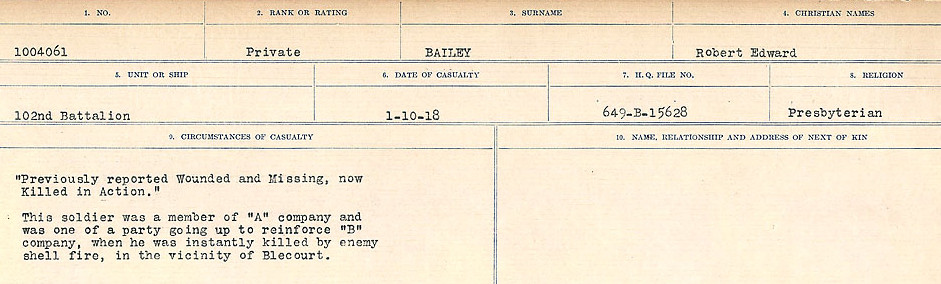 1. NO. 2. RANK OR RATING 3. SURNAME 4. CHRISTIAN NAMES
1004061 Private BAILEY Robert Edward
5. UNIT OR SHIP 6. DATE OF CASUALTY 7. H. Q. FILE NO. 8. RELIGION
102nd Battalion 1-10-18 649-B-15628 Presbyterian
9. CIRCUMSTANCES OF CASUALTY 10. NAME, RELATIONSHIP AND ADDRESS OF NEXT OF KIN
"Previously reported Wounded and Missing, now
Killed in Action."
This soldier was a member of "A" company and
was one of a party going up to reinforce "B"
company, when he was instantly killed by enemy
shell fire, in the vicinity of Blecourt.